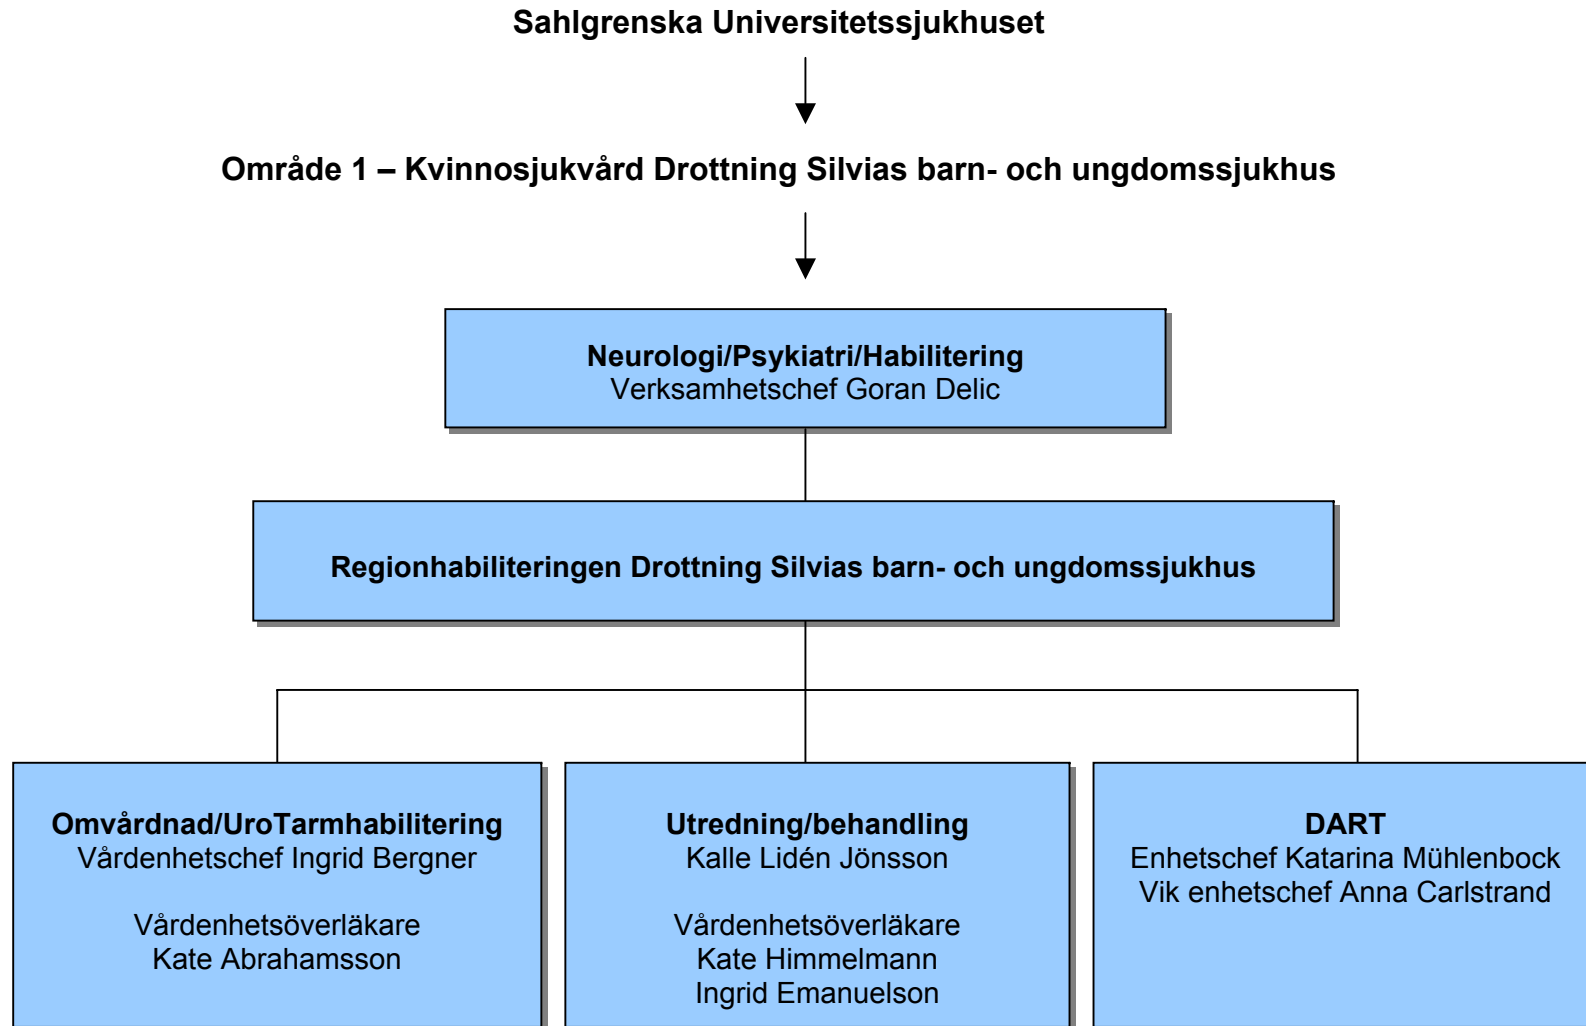 Sahlgrenska Universitetssjukhuset
Område 1 – Kvinnosjukvård Drottning Silvias barn- och ungdomssjukhus
Neurologi/Psykiatri/Habilitering
Verksamhetschef Goran Delic
Regionhabiliteringen Drottning Silvias barn- och ungdomssjukhus
Omvårdnad/UroTarmhabilitering
Vårdenhetschef Ingrid Bergner
Vårdenhetsöverläkare
Kate Abrahamsson
Utredning/behandling
Kalle Lidén Jönsson
Vårdenhetsöverläkare
Kate Himmelmann
Ingrid Emanuelson
DART
Enhetschef Katarina Mühlenbock
Vik enhetschef Anna Carlstrand